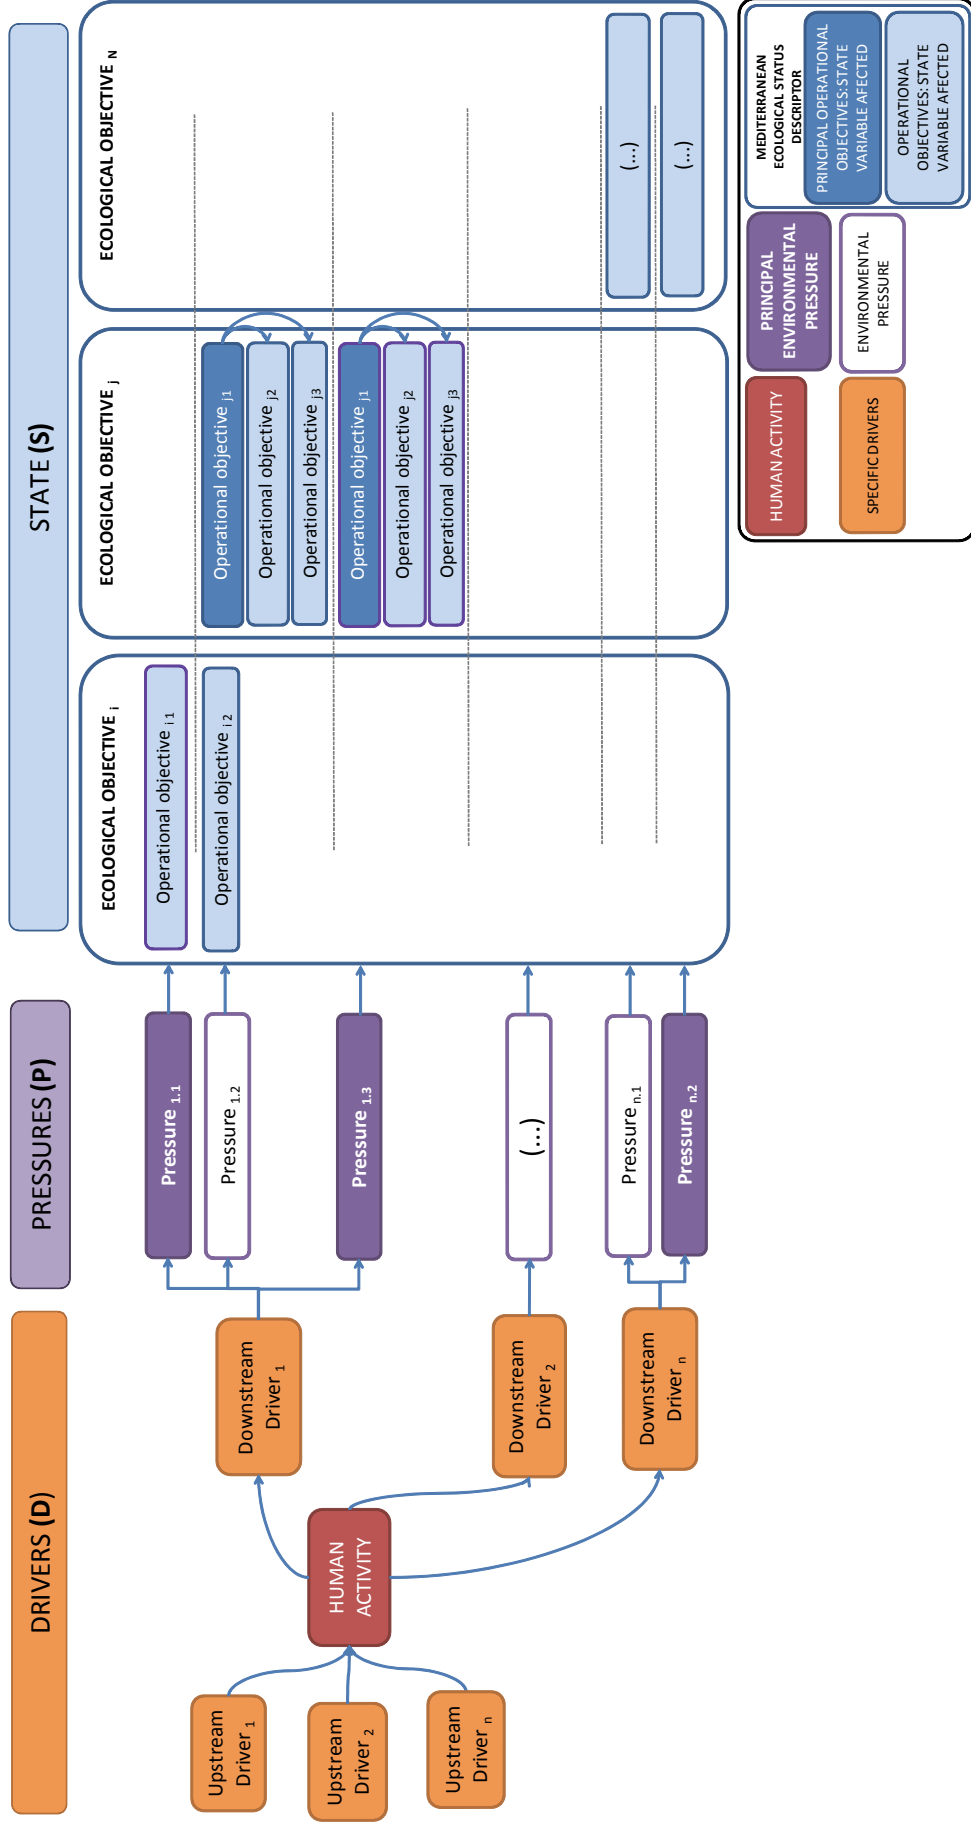 DRIVERS (D)
PRESSURES (P)
STATE (S)
Upstream
Driver 1
Upstream
Driver 2
Upstream
Driver n
HUMAN
ACTIVITY
Downstream
Driver 1
Downstream
Driver 2
Downstream
Driver n
Pressure 1.1
Pressure 1.2
Pressure 1.3
(...)
Pressure n.1
Pressure n.2
ECOLOGICAL OBJECTIVE i
Operational objective i 1
Operational objective i 2
ECOLOGICAL OBJECTIVE j
Operational objective j1
Operational objective j2
Operational objective j3
Operational objective j1
Operational objective j2
Operational objective j3
ECOLOGICAL OBJECTIVE N
(...)
(...)
HUMAN ACTIVITY
SPECIFIC DRIVERS
PRINCIPAL
ENVIRONMENTAL
PRESSURE
ENVIRONMENTAL
PRESSURE
MEDITERRANEAN
ECOLOGICAL STATUS
DESCRIPTOR
PRINCIPAL OPERATIONAL
OBJECTIVES: STATE
VARIABLE AFECTED
OPERATIONAL
OBJECTIVES: STATE
VARIABLE AFECTED